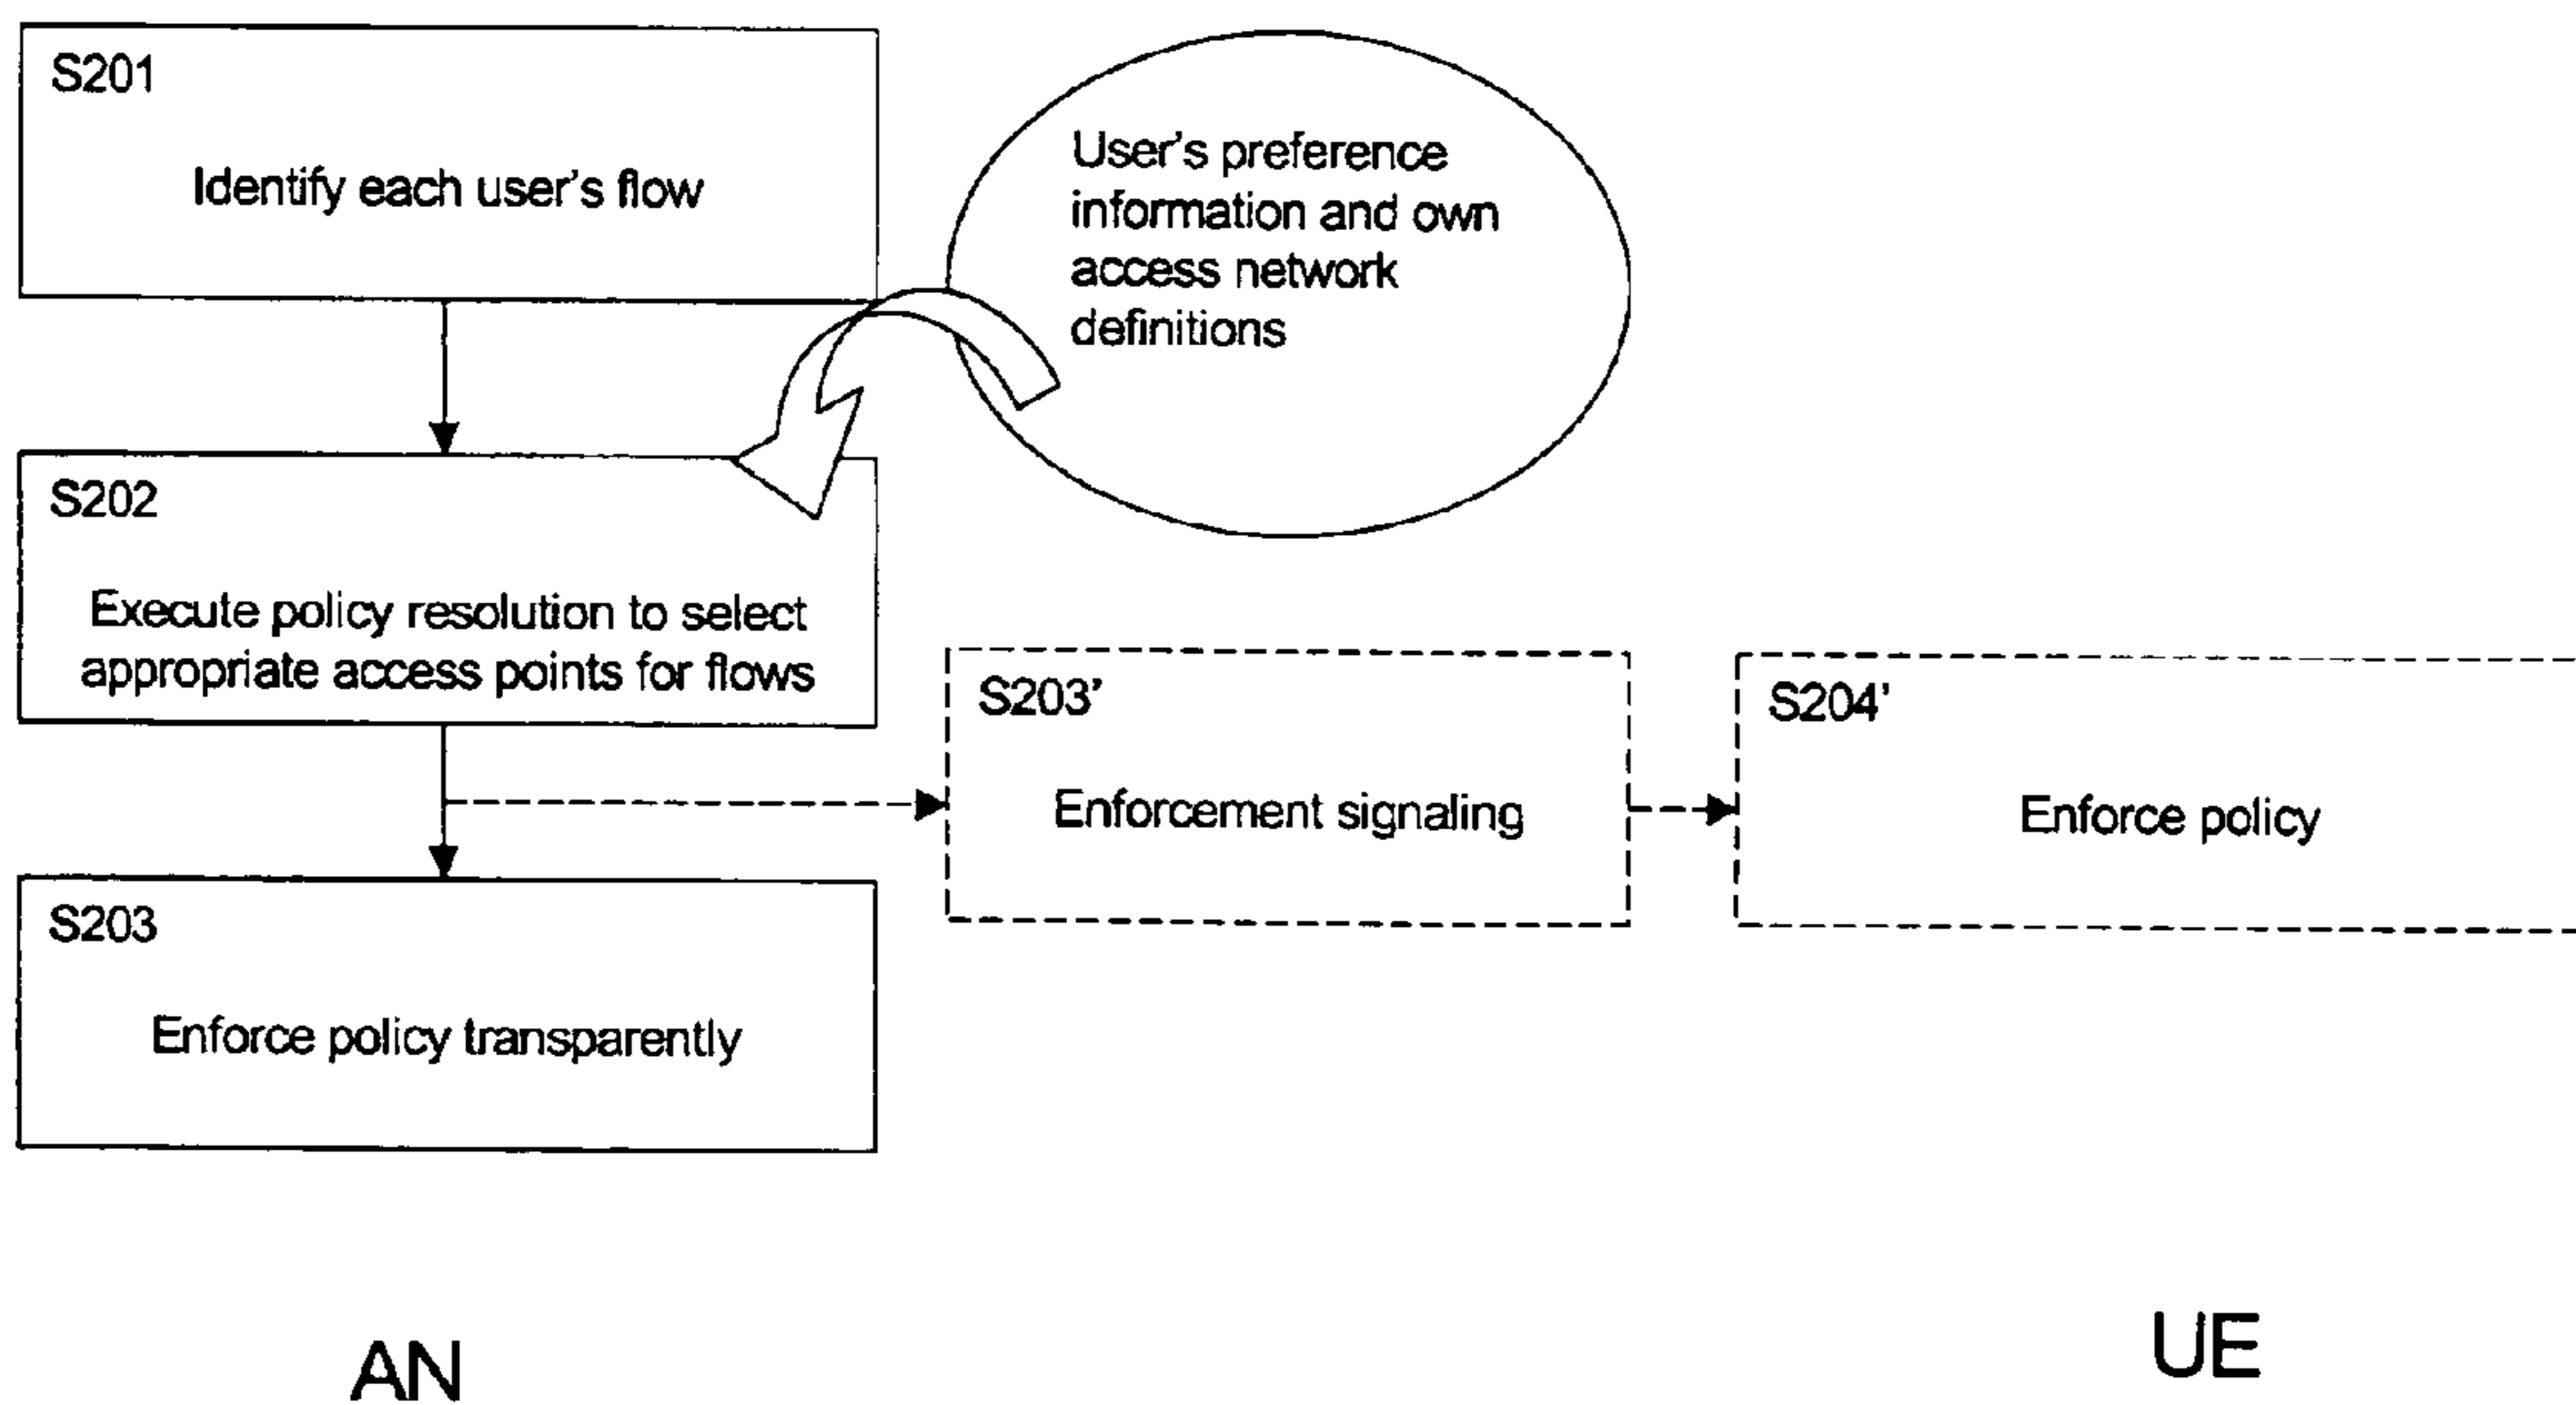 S201
Identify each user's flow
User's preference
information and own
access network
definitions
S202
Execute policy resolution to select
appropriate access points for flows
S203'
Enforcement signaling
S204'
Enforce policy
S203
Enforce policy transparently
AN
UE